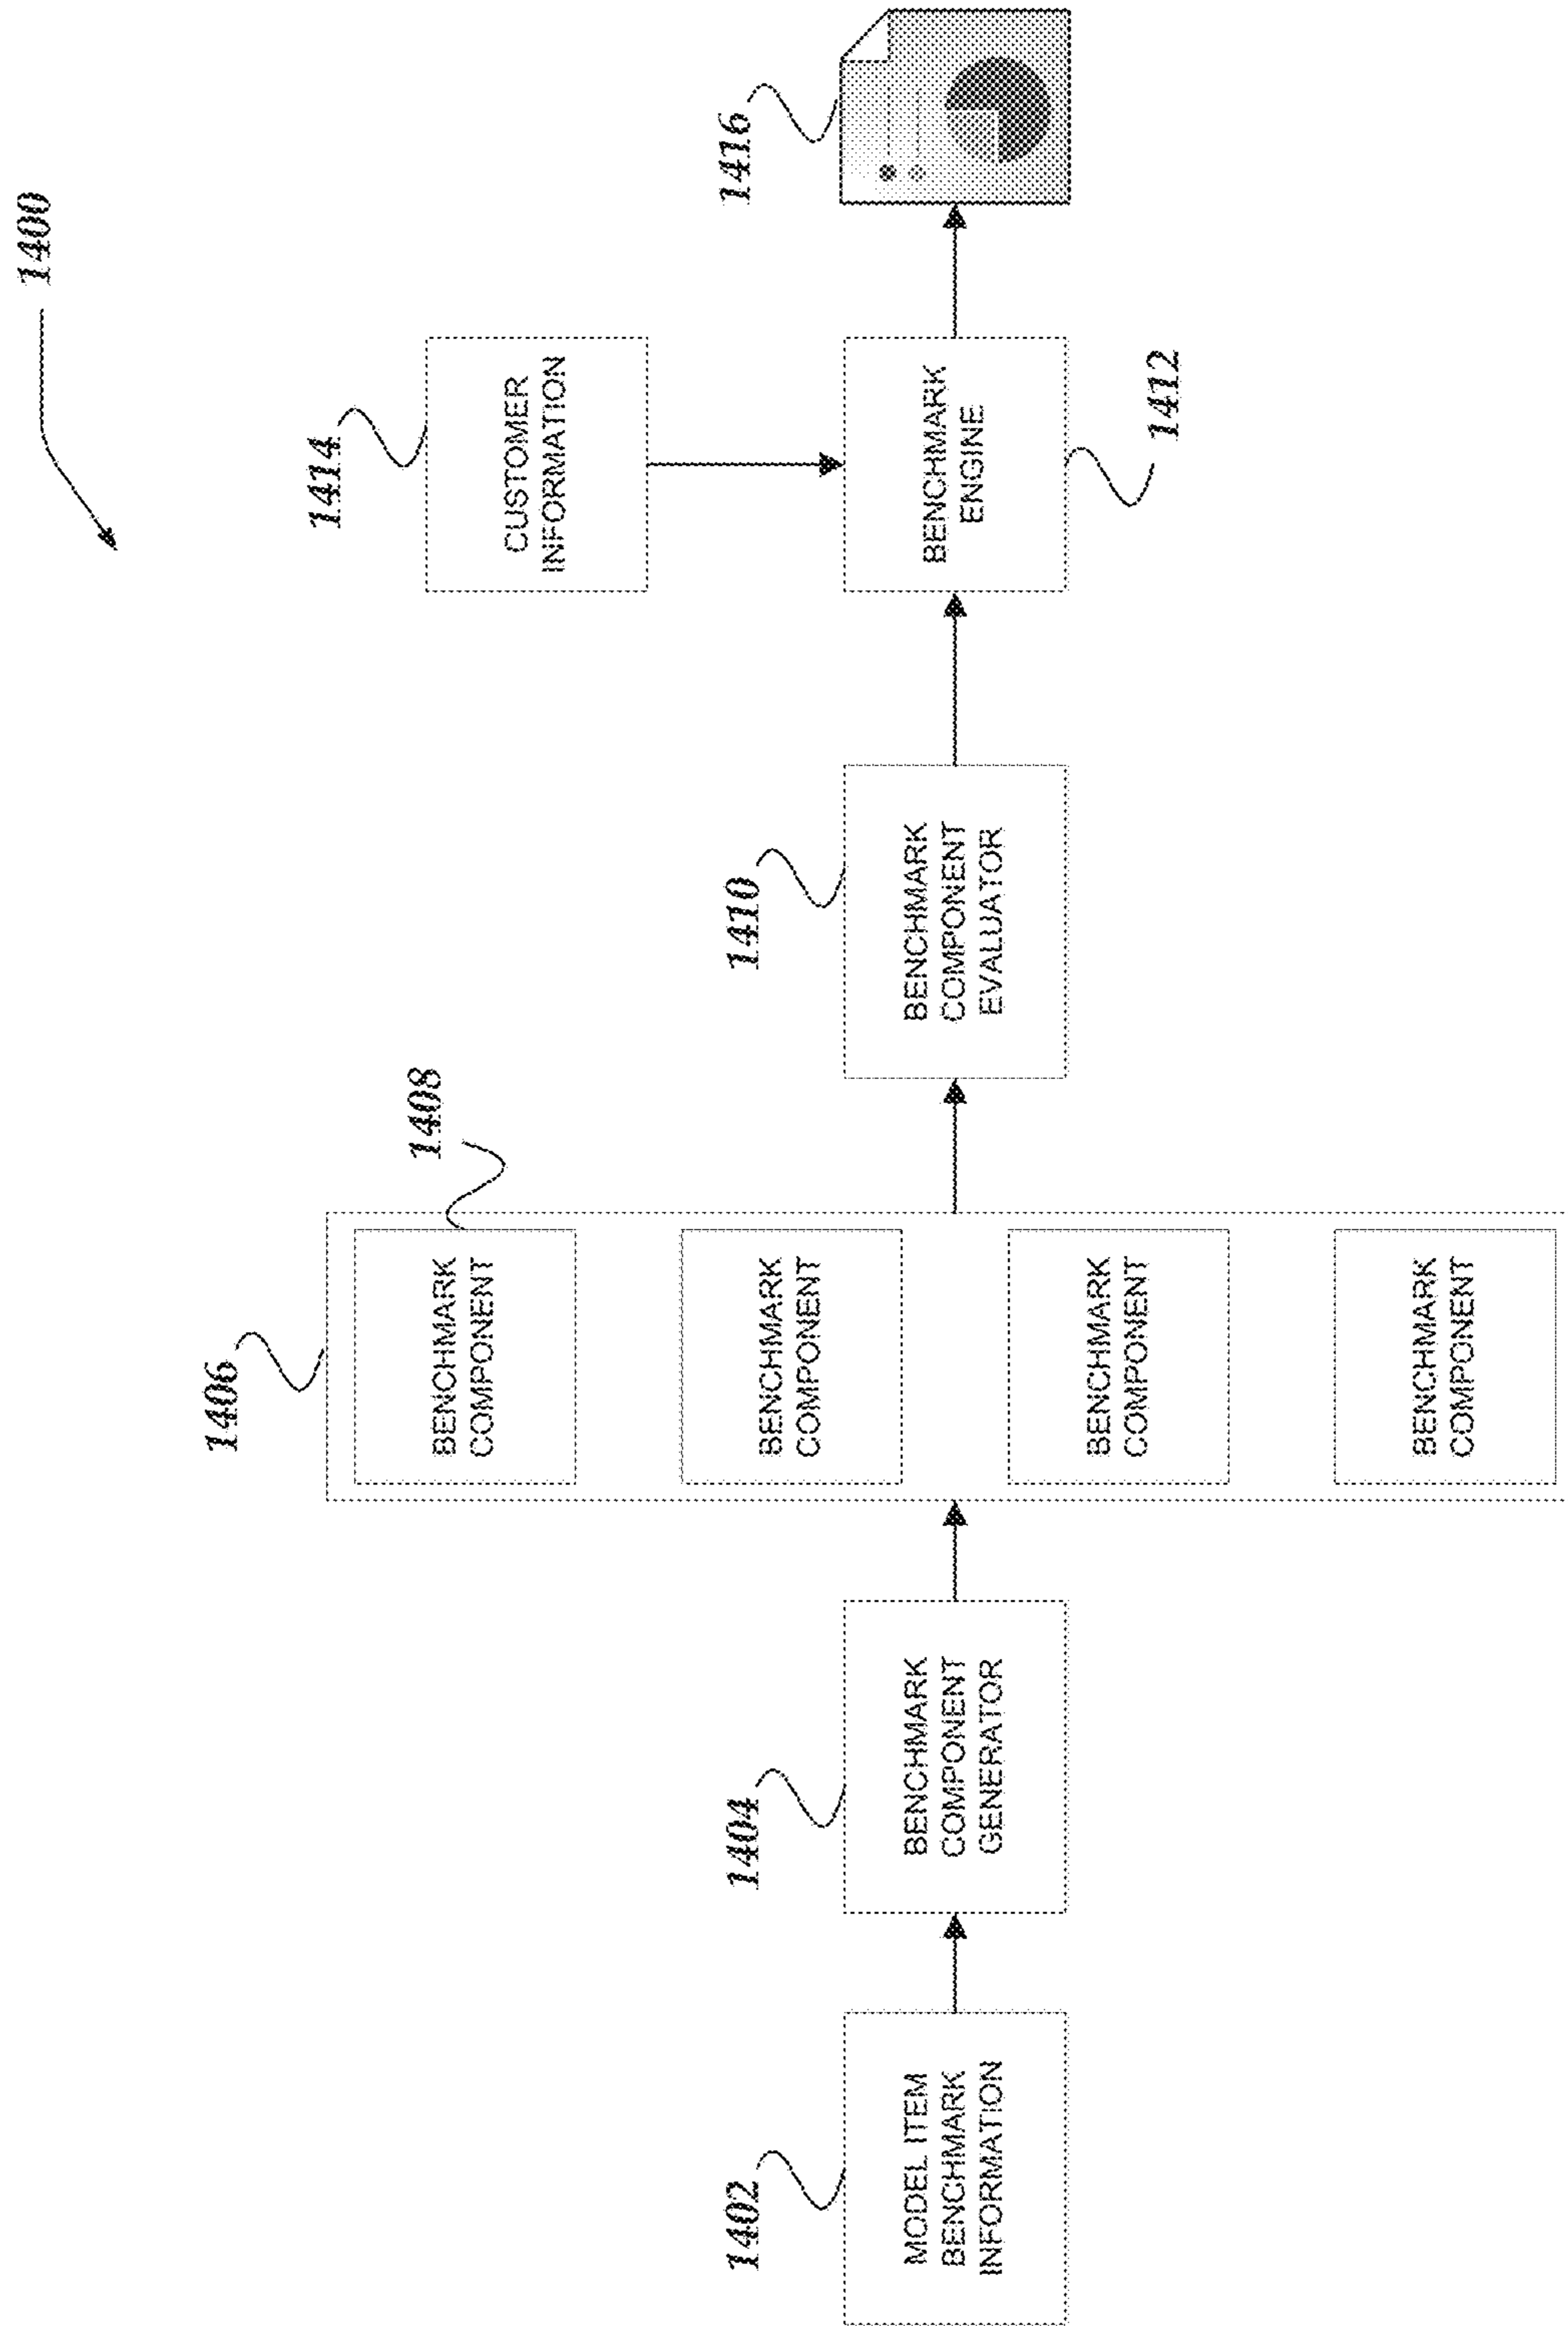 1400
1402
MODEL ITEM
BENCHMARK
INFORMATION
1404
BENCHMARK
COMPONENT
GENERATOR
1406
1408
BENCHMARK
COMPONENT
BENCHMARK
COMPONENT
BENCHMARK
COMPONENT
BENCHMARK
COMPONENT
1410
BENCHMARK
COMPONENT
EVALUATOR
1414
CUSTOMER
INFORMATION
BENCHMARK
ENGINE
1412
1416